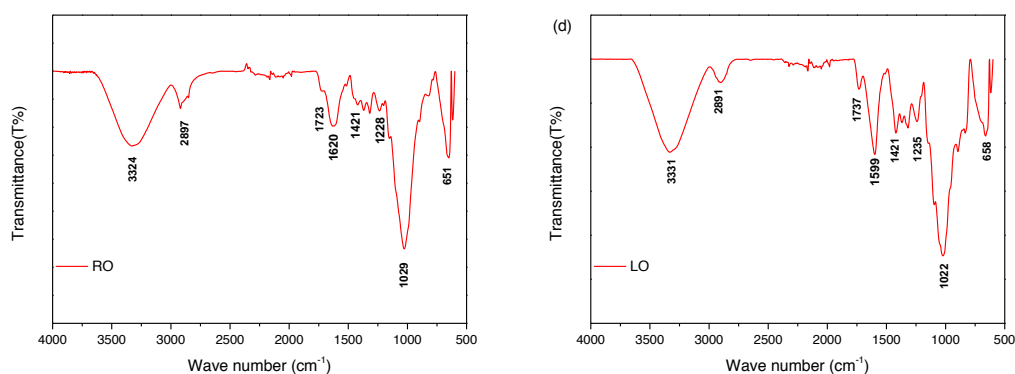 Transmittance(T%)
3324
2897
1723
1620
1421
1228
1029
651
RO
4000 3500 3000 2500 2000 1500 1000 500
Wave number (cm⁻¹)
(d)
Transmittance(T%)
3331
2891
1737
1599
1421
1235
1022
658
LO
4000 3500 3000 2500 2000 1500 1000 500
Wave number (cm⁻¹)